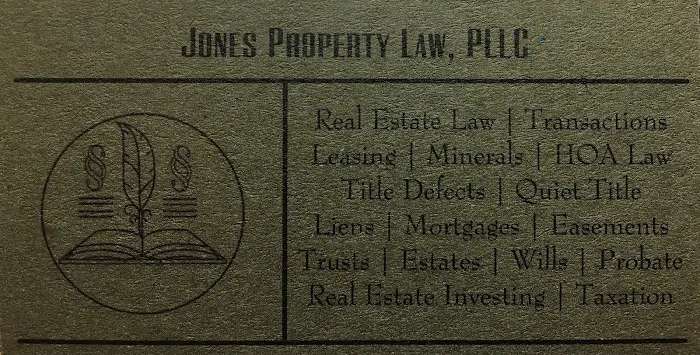 Jones Property Law, PLLC
§ §
Real Estate Law | Transactions
Leasing | Minerals | HOA Law
Title Defects | Quiet Title
Liens | Mortgages | Easements
Trusts | Estates | Wills | Probate
Real Estate Investing | Taxation